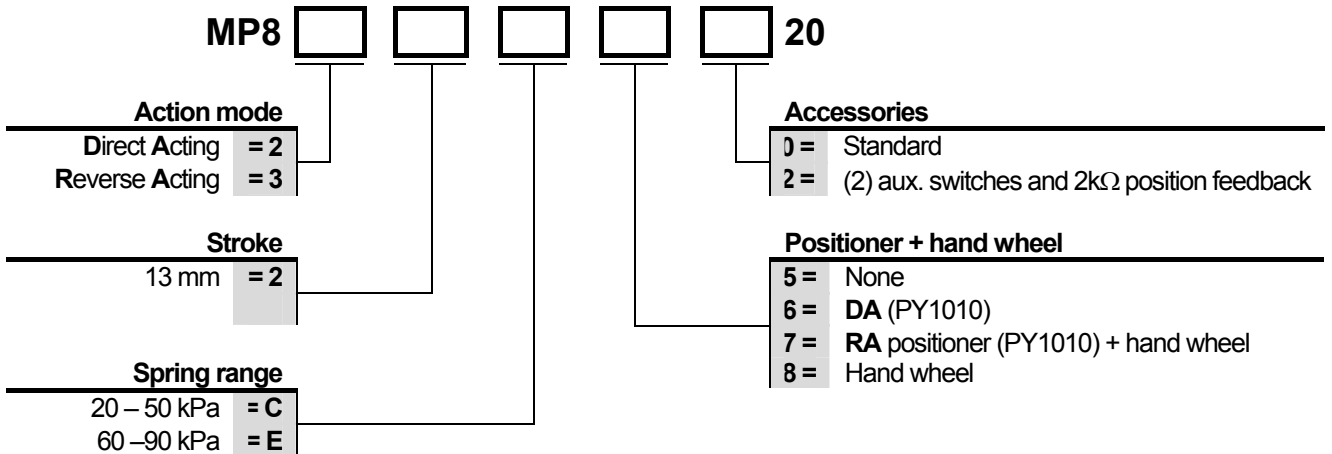 MP8 20
Action mode
Direct Acting = 2
Reverse Acting = 3
Stroke
13 mm = 2
Spring range
20 – 50 kPa = C
60 –90 kPa = E
Accessories
0 = Standard
2 = (2) aux. switches and 2kΩ position feedback
Positioner + hand wheel
5 = None
6 = DA (PY1010)
7 = RA positioner (PY1010) + hand wheel
8 = Hand wheel